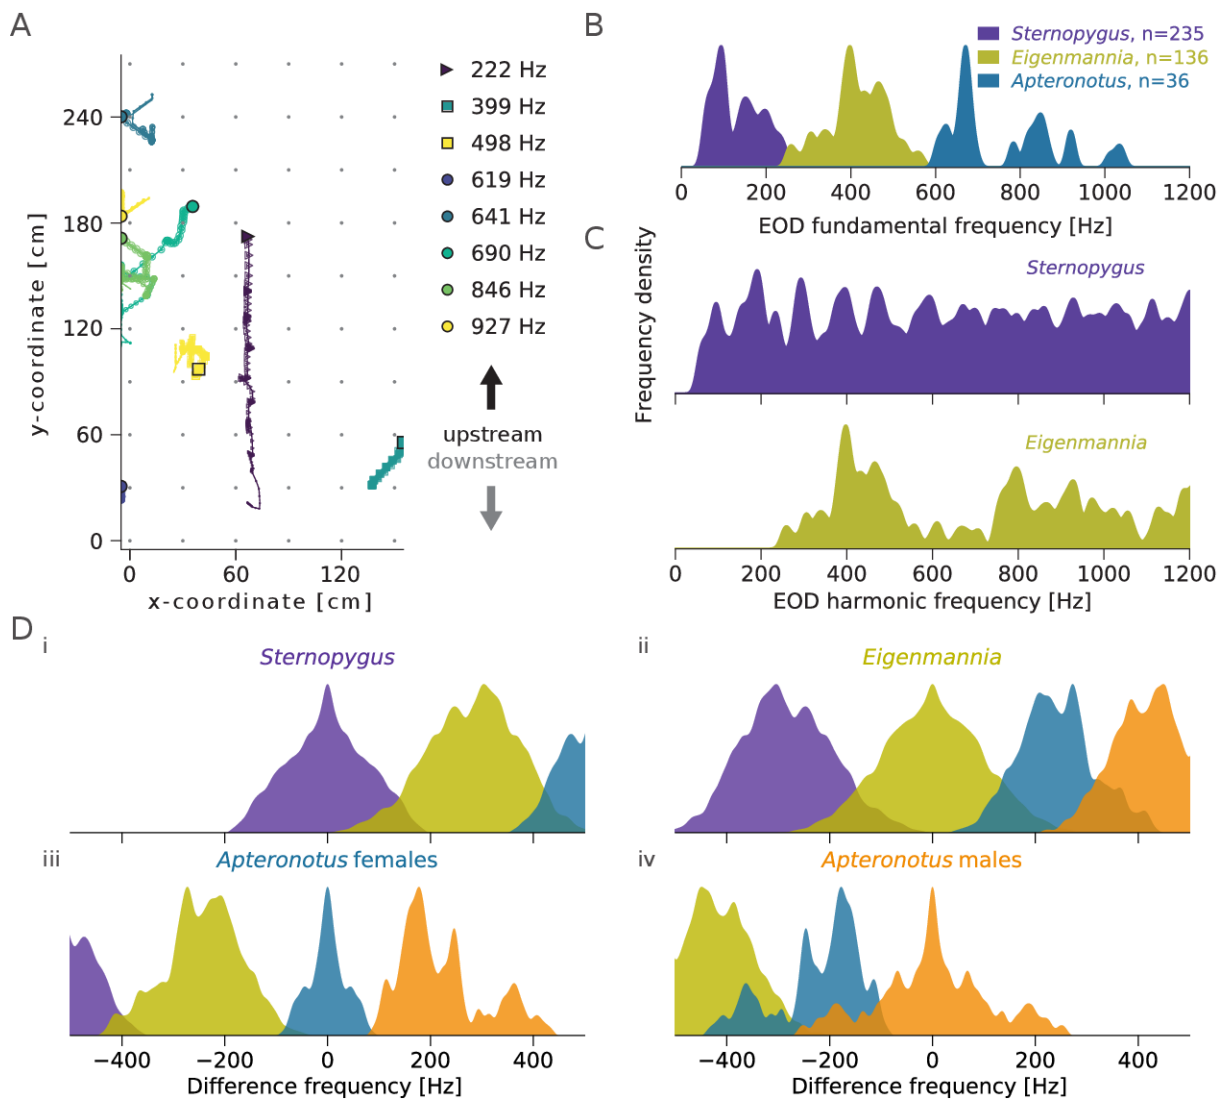 A
240
180
120
60
0
y-coordinate [cm]
0 60 120
x-coordinate [cm]
222 Hz
399 Hz
498 Hz
619 Hz
641 Hz
690 Hz
846 Hz
927 Hz
upstream
downstream
B
Sternopygus, n=235
Eigenmannia, n=136
Apteronotus, n=36
0 200 400 600 800 1000 1200
EOD fundamental frequency [Hz]
C
Frequency density
Sternopygus
Eigenmannia
0 200 400 600 800 1000 1200
EOD harmonic frequency [Hz]
D
i
Sternopygus
ii
Eigenmannia
iii
Apteronotus females
−400 −200 0 200 400
Difference frequency [Hz]
iv
Apteronotus males
−400 −200 0 200 400
Difference frequency [Hz]